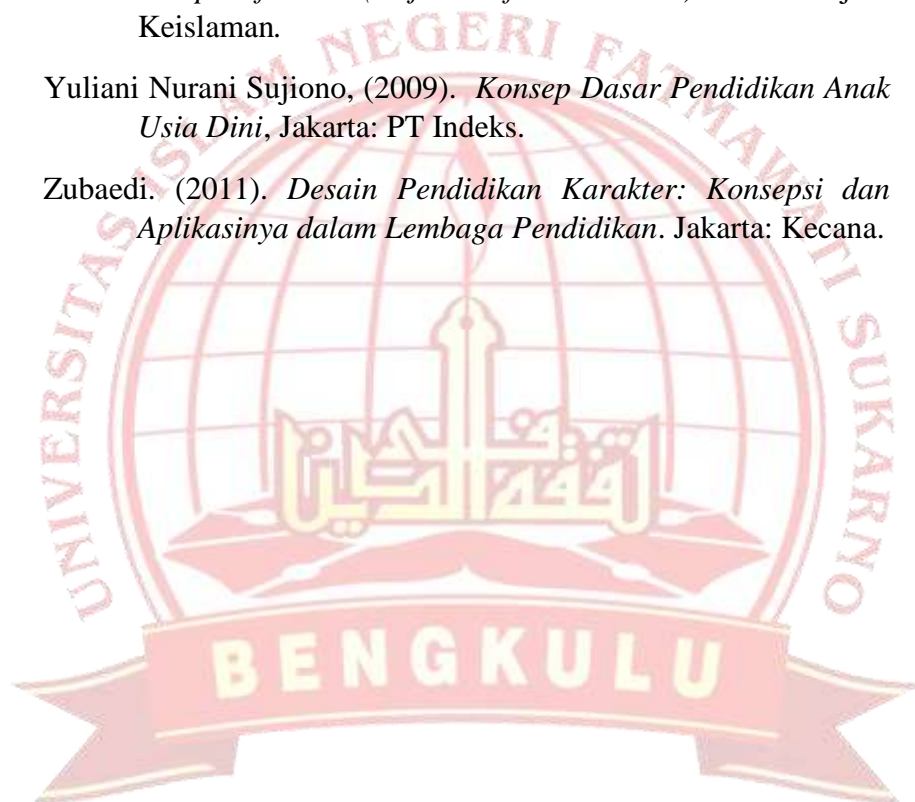 Keislaman.
Yuliani Nurani Sujiono, (2009). Konsep Dasar Pendidikan Anak
Usia Dini, Jakarta: PT Indeks.
Zubaedi. (2011). Desain Pendidikan Karakter: Konsepsi dan
Aplikasinya dalam Lembaga Pendidikan. Jakarta: Kecana.
UNIVERSITAS ISLAM NEGERI FATMAWATI SUKARNO
BENGKULU